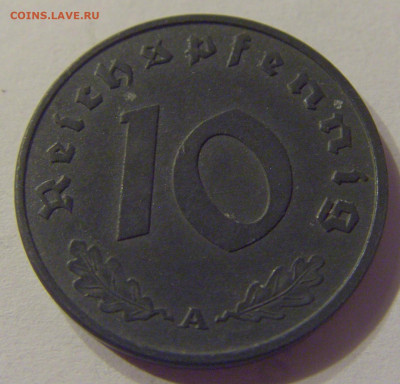 COINS.LAVE.RU
Reichspfennig
10
A